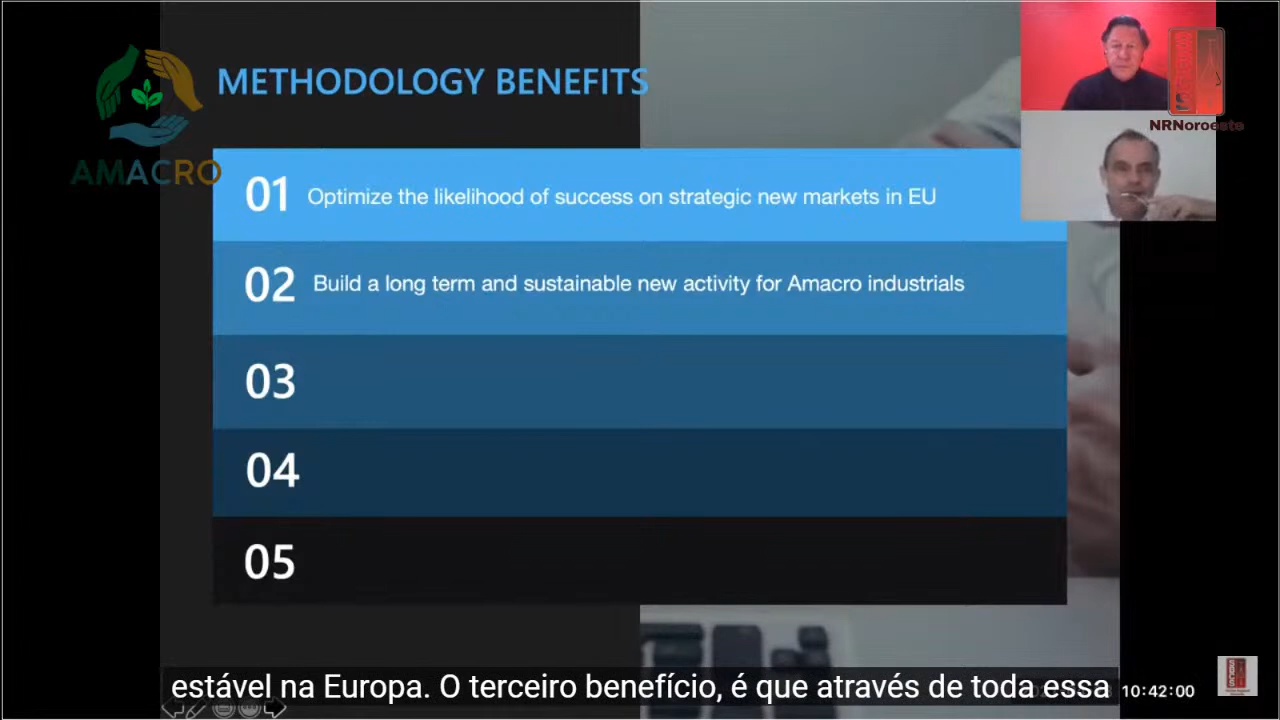 METHODOLOGY BENEFITS
AMACRO
NRNoroeste
01 Optimize the likelihood of success on strategic new markets in EU
02 Build a long term and sustainable new activity for Amacro industrials
03
04
05
estável na Europa. O terceiro benefício, é que através de toda essa
10:42:00